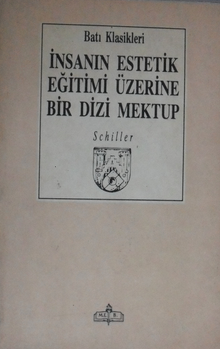 Batı Klasikleri
İNSANIN ESTETİK
EĞİTİMİ ÜZERİNE
BİR DİZİ MEKTUP
Schiller